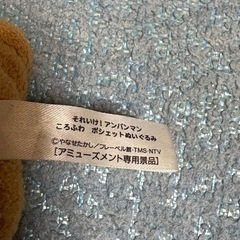 それいけ!アンパンマン
ころふわ ポシェットぬいぐるみ
©やなせたかし/フレーベル館・TMS・NTV
[アミューズメント専用景品]